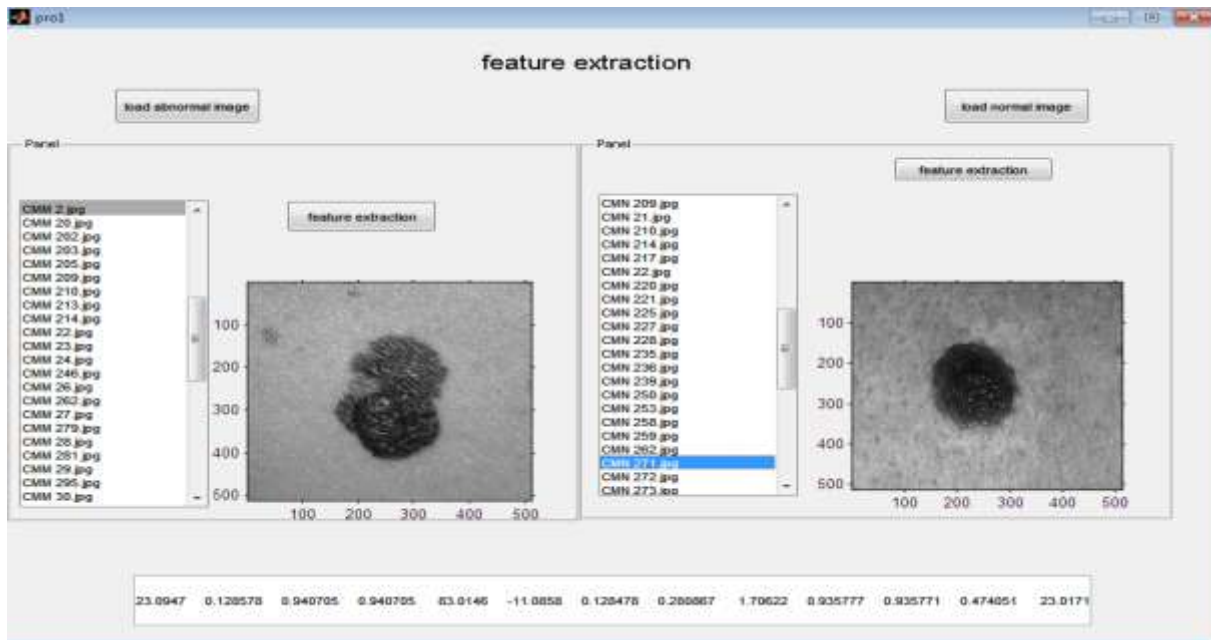 pro1
feature extraction
load abnormal image
load normal image
Panel
feature extraction
CMM 2.jpg
CMM 20.jpg
CMM 202.jpg
CMM 203.jpg
CMM 205.jpg
CMM 209.jpg
CMM 210.jpg
CMM 213.jpg
CMM 214.jpg
CMM 22.jpg
CMM 23.jpg
CMM 24.jpg
CMM 246.jpg
CMM 26.jpg
CMM 262.jpg
CMM 27.jpg
CMM 279.jpg
CMM 28.jpg
CMM 281.jpg
CMM 29.jpg
CMM 295.jpg
CMM 30.jpg
100
200
300
400
500
100 200 300 400 500
Panel
feature extraction
CMN 209.jpg
CMN 21.jpg
CMN 210.jpg
CMN 214.jpg
CMN 217.jpg
CMN 22.jpg
CMN 220.jpg
CMN 221.jpg
CMN 225.jpg
CMN 227.jpg
CMN 228.jpg
CMN 235.jpg
CMN 236.jpg
CMN 239.jpg
CMN 250.jpg
CMN 253.jpg
CMN 258.jpg
CMN 259.jpg
CMN 262.jpg
CMN 271.jpg
CMN 272.jpg
CMN 273.jpg
100
200
300
400
500
100 200 300 400 500
23.0947 0.128578 0.940705 0.940705 63.0146 -11.0858 0.128478 0.280867 1.70622 0.935777 0.935771 0.474051 23.0171